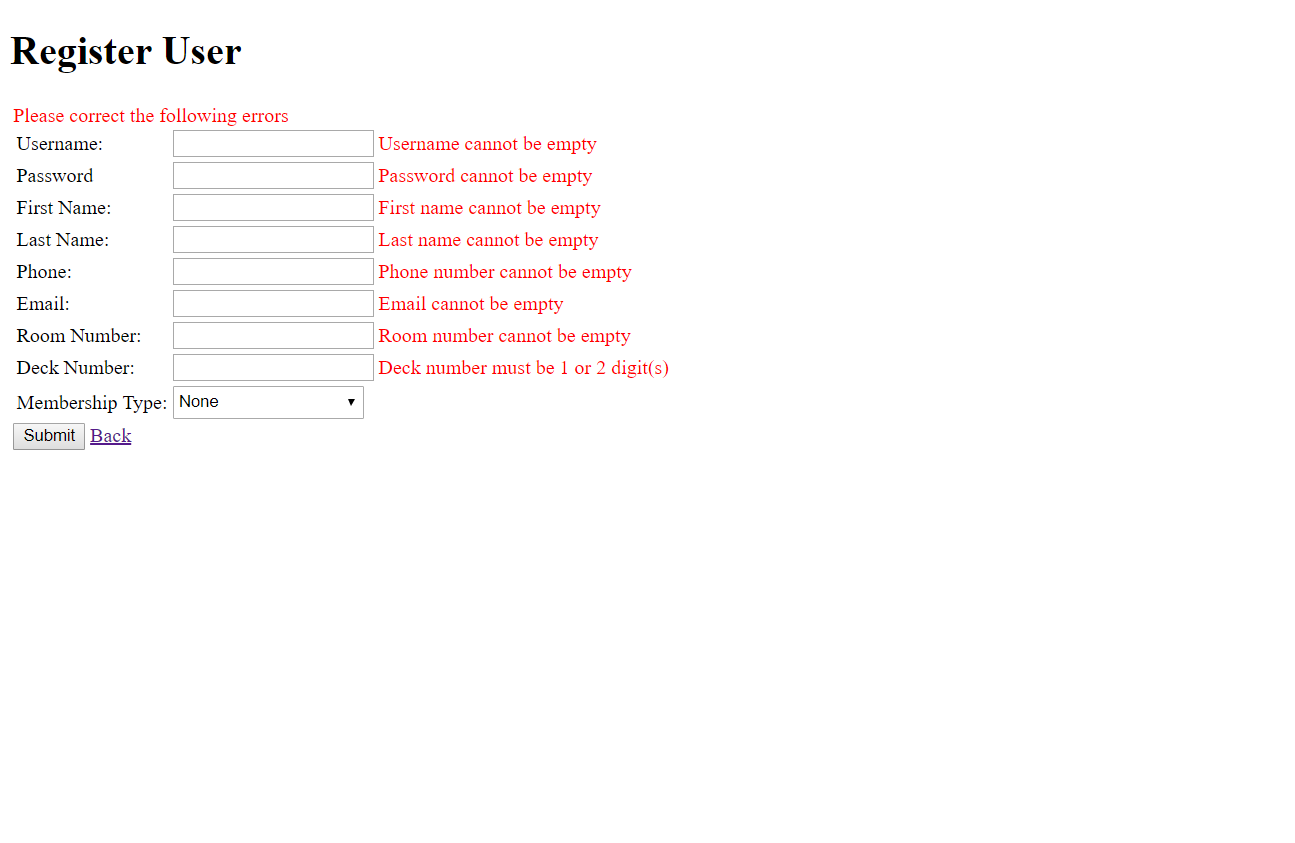 Register User
Please correct the following errors
Username: Username cannot be empty
Password Password cannot be empty
First Name: First name cannot be empty
Last Name: Last name cannot be empty
Phone: Phone number cannot be empty
Email: Email cannot be empty
Room Number: Room number cannot be empty
Deck Number: Deck number must be 1 or 2 digit(s)
Membership Type: None
Submit Back